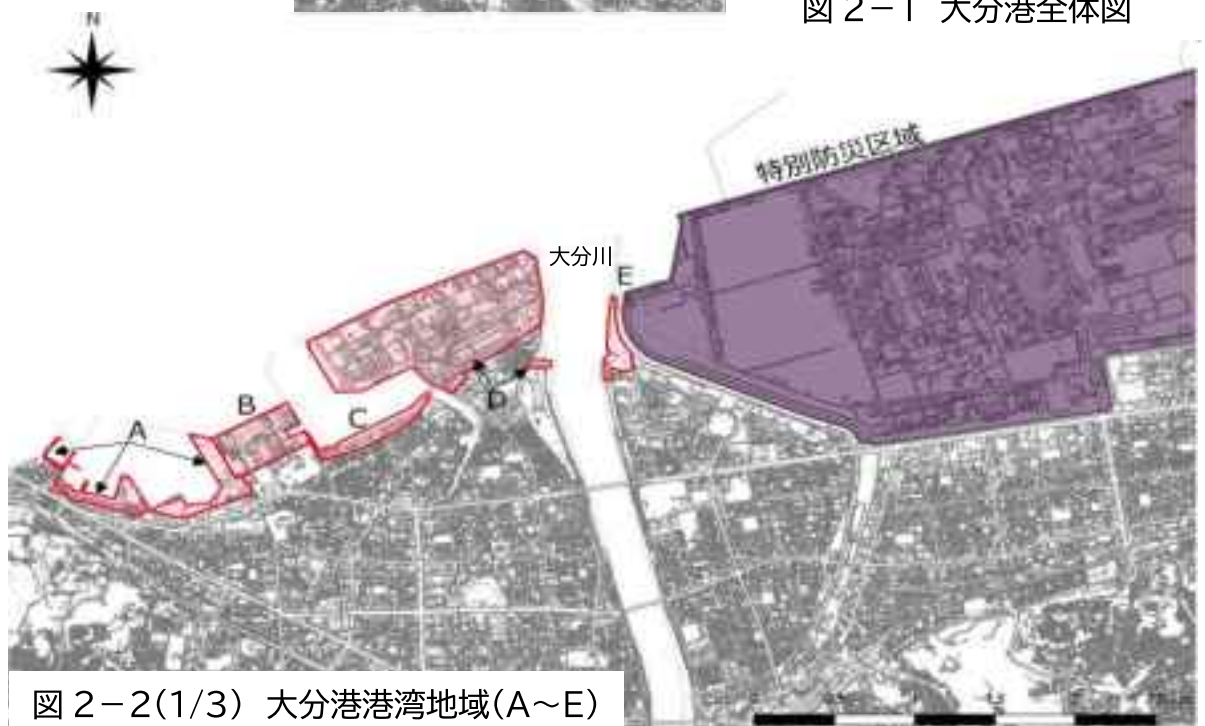 図2-1 大分港全体図
N
特別防災区域
大分川
E
D
B
C
A
図2-2(1/3) 大分港港湾地域(A~E)